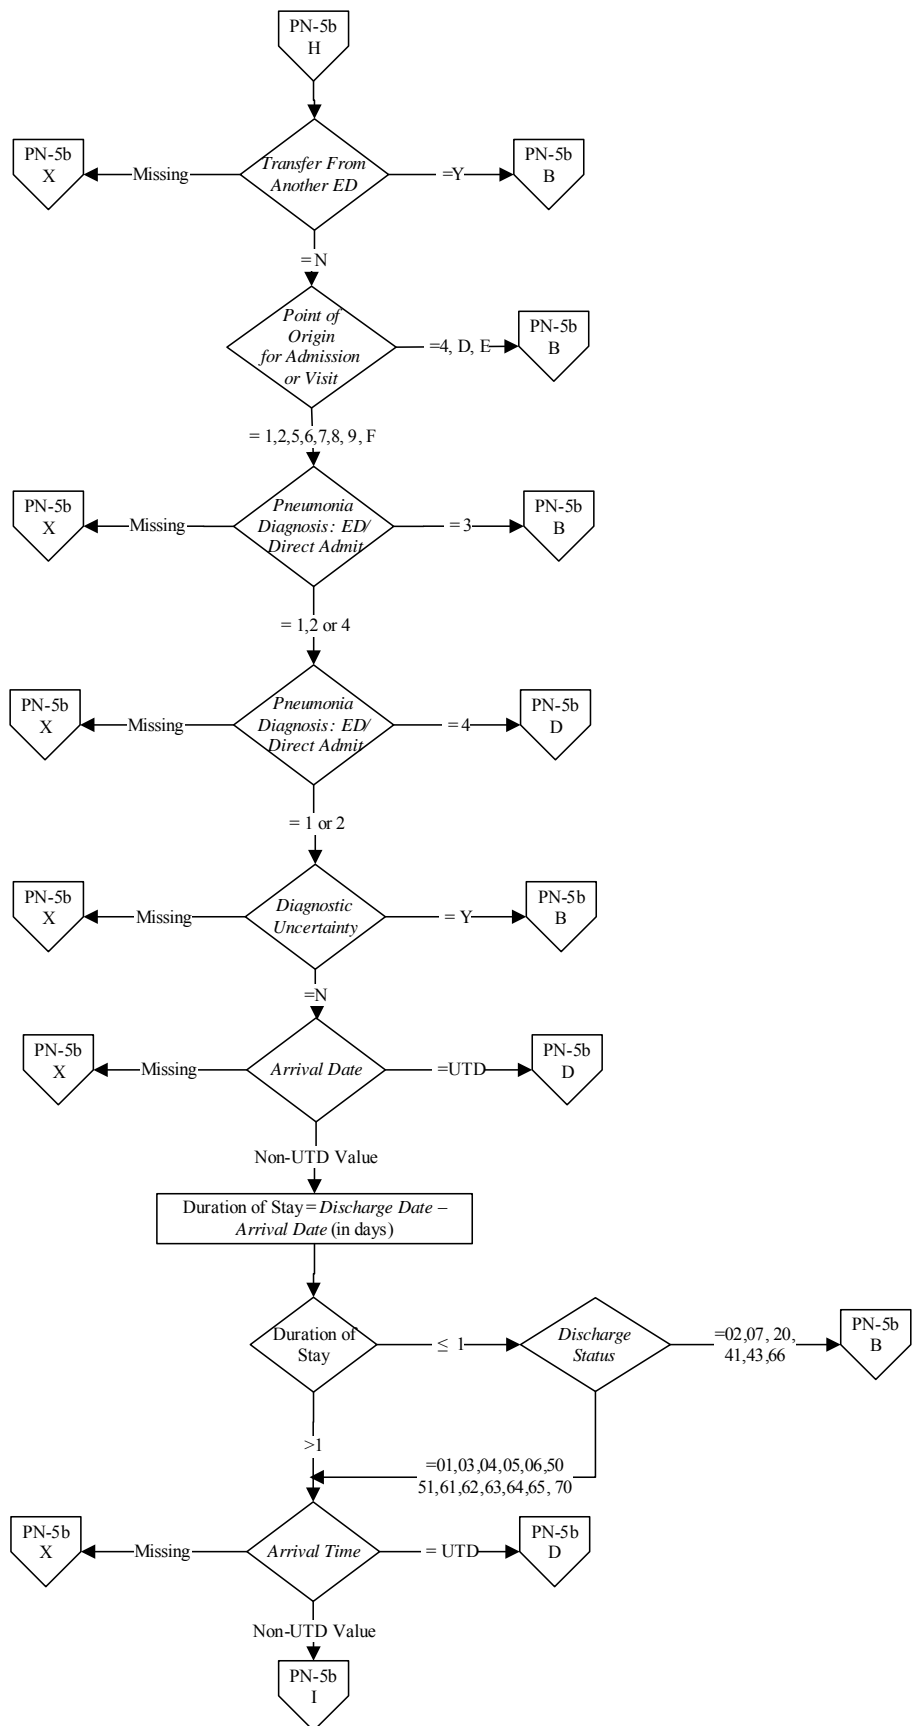 PN-5b
H
PN-5b
X
Missing
Transfer From
Another ED
=Y
PN-5b
B
= N
Point of
Origin
for Admission
or Visit
=4, D, E
PN-5b
B
= 1,2,5,6,7,8, 9, F
PN-5b
X
Missing
Pneumonia
Diagnosis: ED/
Direct Admit
= 3
PN-5b
B
= 1,2 or 4
PN-5b
X
Missing
Pneumonia
Diagnosis: ED/
Direct Admit
= 4
PN-5b
D
= 1 or 2
PN-5b
X
Missing
Diagnostic
Uncertainty
= Y
PN-5b
B
=N
PN-5b
X
Missing
Arrival Date
=UTD
PN-5b
D
Non-UTD Value
Duration of Stay = Discharge Date –
Arrival Date (in days)
Duration of
Stay
≤ 1
Discharge
Status
=02,07, 20,
41,43,66
PN-5b
B
>1
=01,03,04,05,06,50
51,61,62,63,64,65, 70
PN-5b
X
Missing
Arrival Time
= UTD
PN-5b
D
Non-UTD Value
PN-5b
I